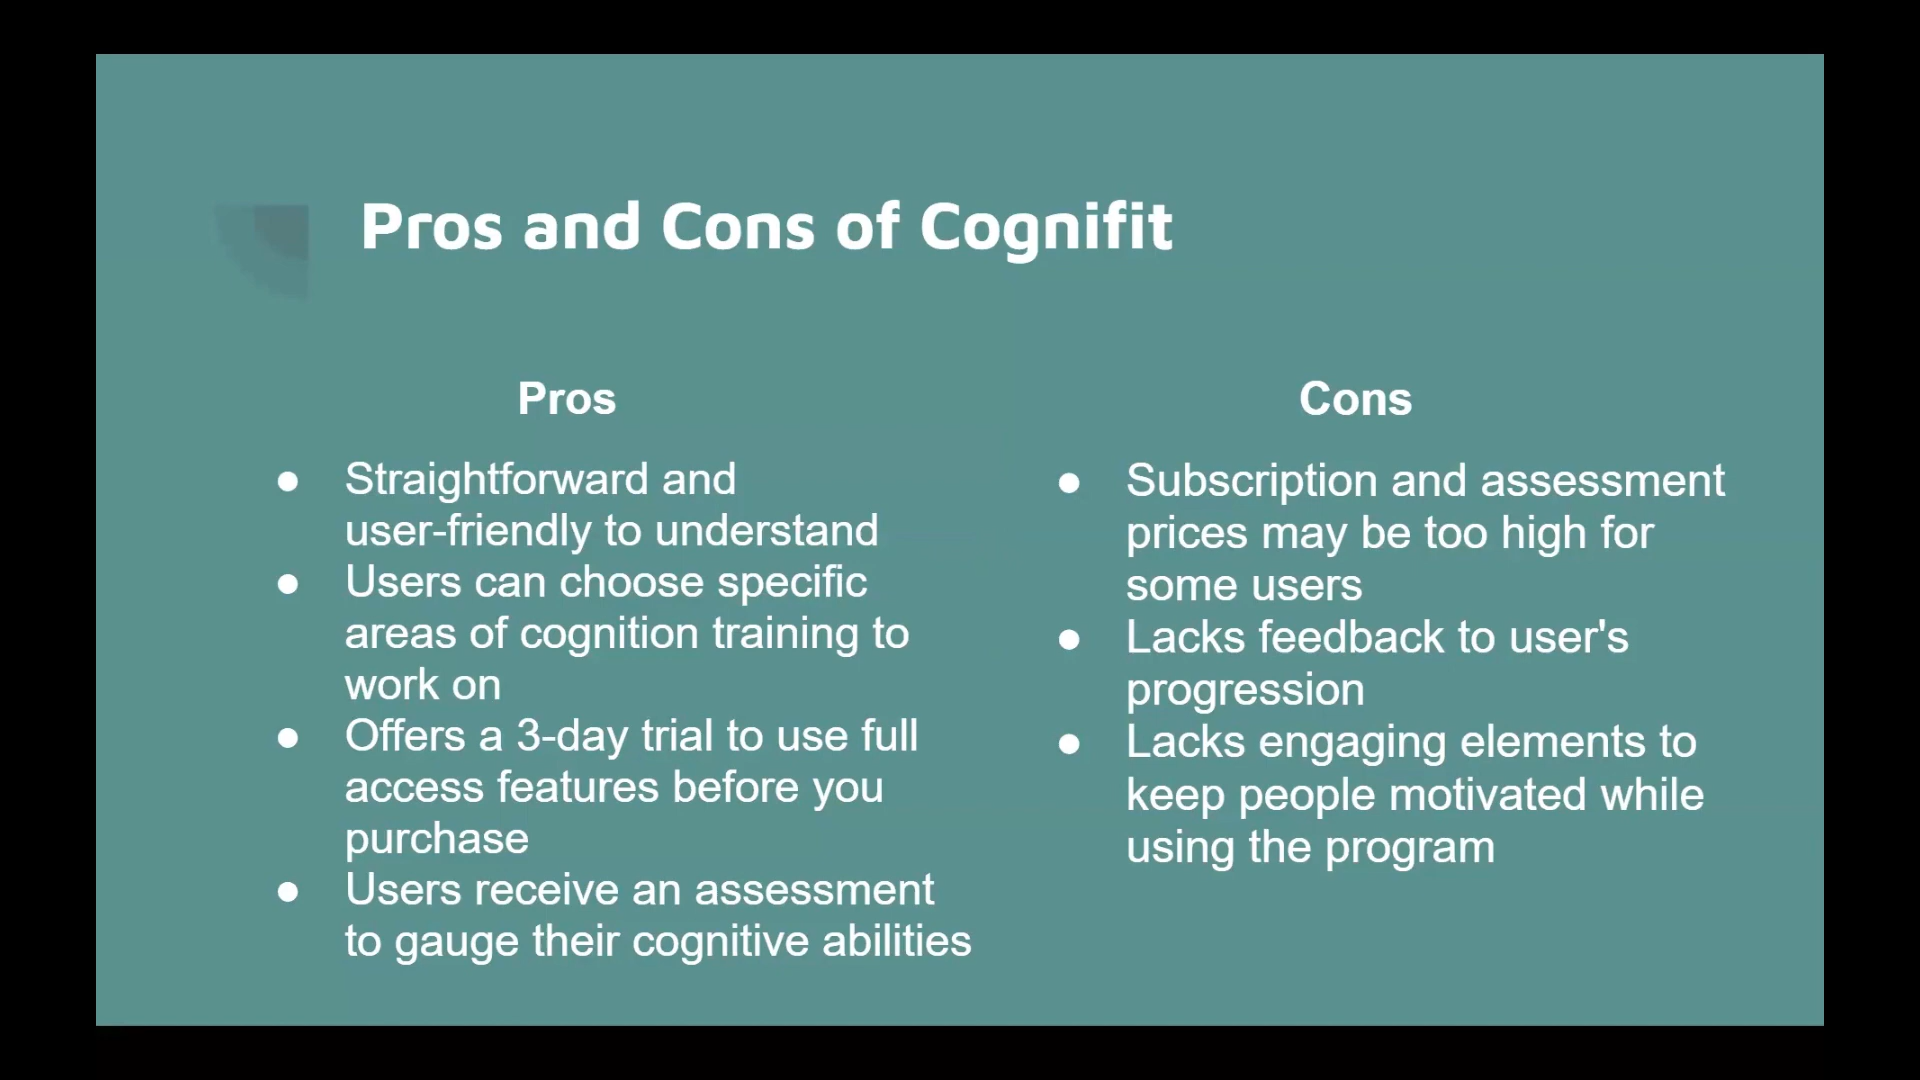 Pros and Cons of Cognifit
Pros
● Straightforward and
user-friendly to understand
● Users can choose specific
areas of cognition training to
work on
● Offers a 3-day trial to use full
access features before you
purchase
● Users receive an assessment
to gauge their cognitive abilities
Cons
● Subscription and assessment
prices may be too high for
some users
● Lacks feedback to user's
progression
● Lacks engaging elements to
keep people motivated while
using the program